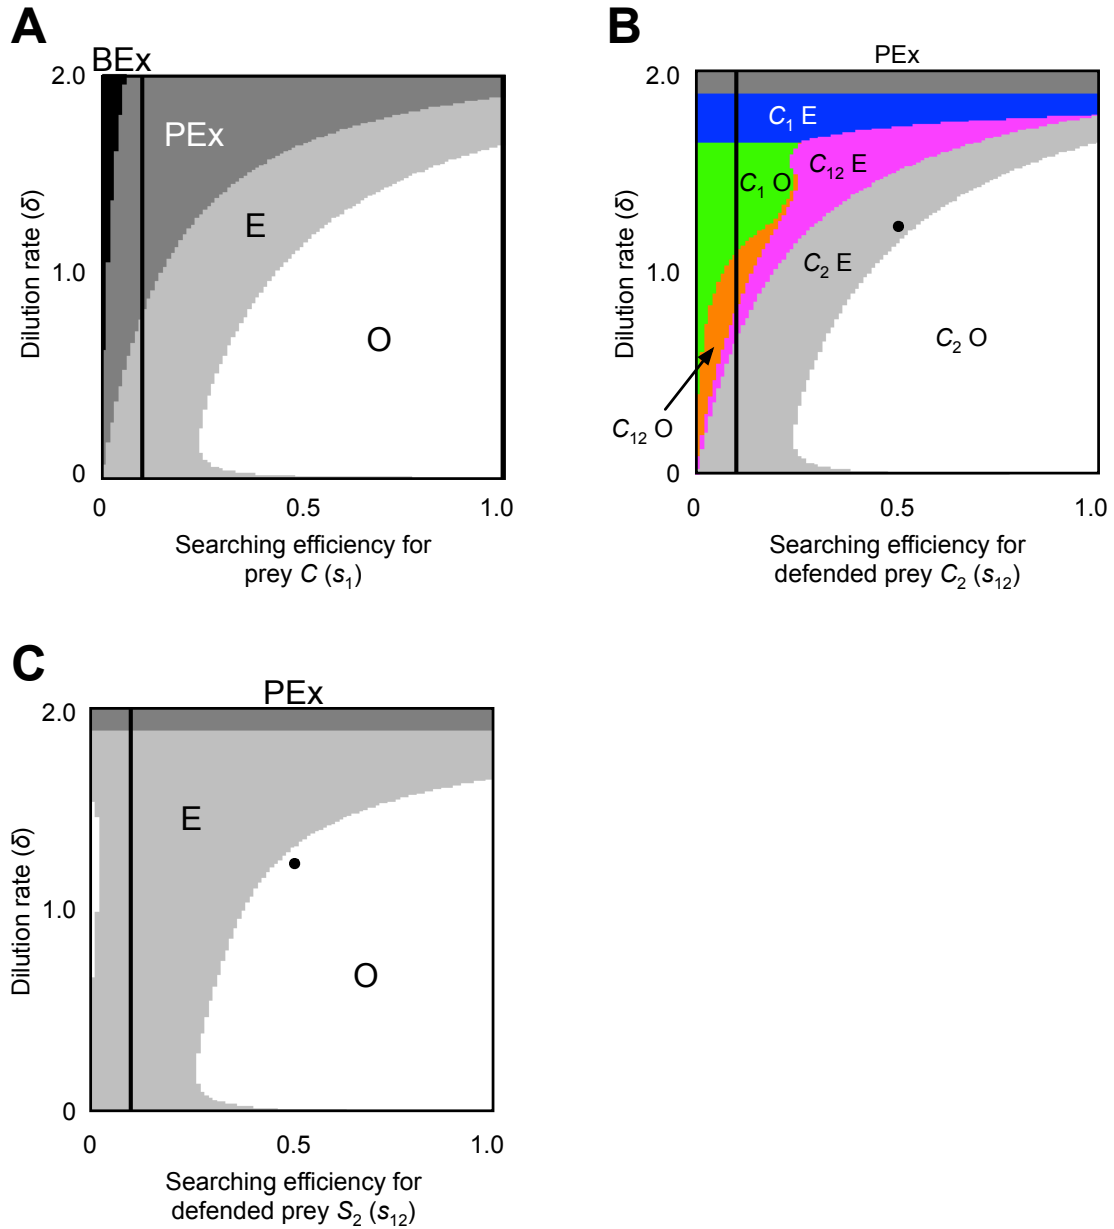 A
BEx
2.0
PEx
E
1.0
O
0
0
0.5
1.0
Dilution rate (δ)
Searching efficiency for
prey C (s₁)
B
PEx
2.0
C₁ E
C₁₂ E
C₁ O
1.0
C₂ E
C₂ O
C₁₂ O
0
0
0.5
1.0
Dilution rate (δ)
Searching efficiency for
defended prey C₂ (s₁₂)
C
PEx
2.0
E
1.0
O
0
0
0.5
1.0
Dilution rate (δ)
Searching efficiency for
defended prey S₂ (s₁₂)